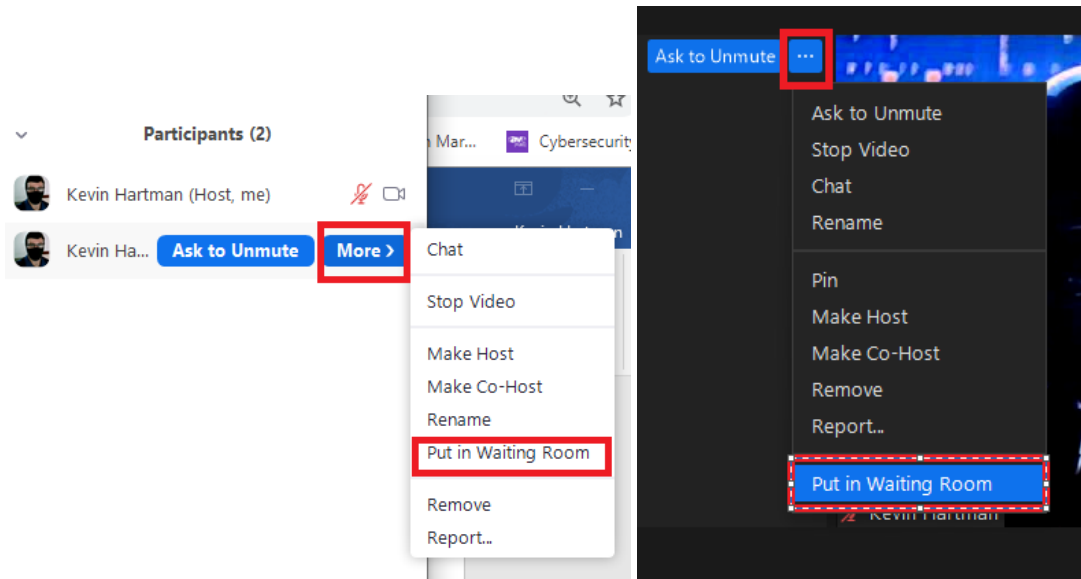 Participants (2)
Kevin Hartman (Host, me)
Kevin Ha... Ask to Unmute More >
Mar... Cybersecurity
Chat
Stop Video
Make Host
Make Co-Host
Rename
Put in Waiting Room
Remove
Report...
Ask to Unmute ...
Ask to Unmute
Stop Video
Chat
Rename
Pin
Make Host
Make Co-Host
Remove
Report...
Put in Waiting Room
Kevin Hartman